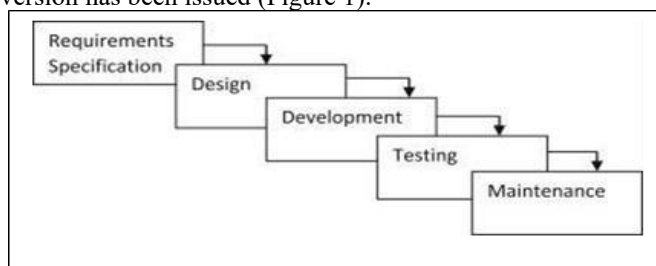 version has been issued (Figure 1).
Requirements
Specification
Design
Development
Testing
Maintenance